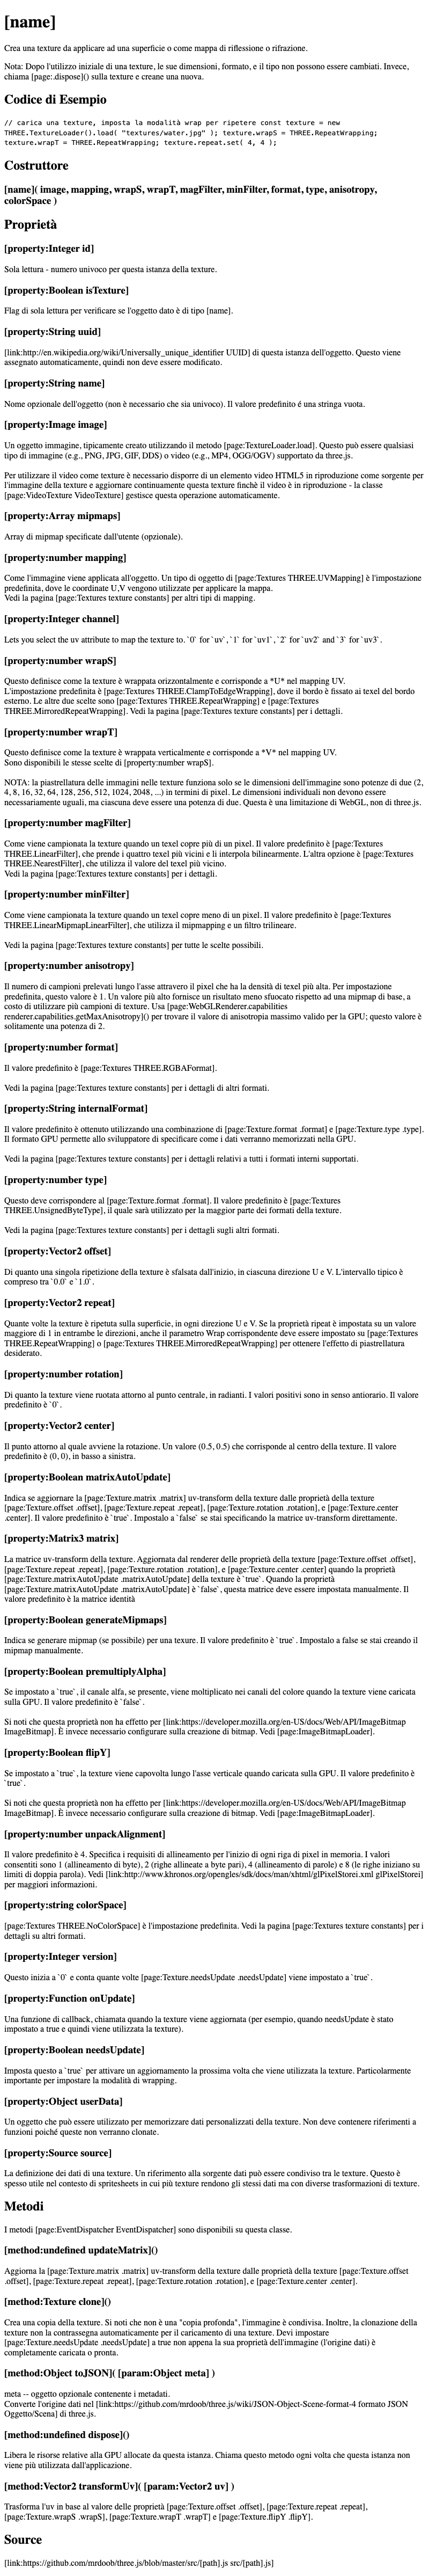 [name]
Crea una texture da applicare ad una superficie o come mappa di riflessione o rifrazione.
Nota: Dopo l'utilizzo iniziale di una texture, le sue dimensioni, formato, e il tipo non possono essere cambiati. Invece,
chiama [page:.dispose]() sulla texture e creane una nuova.
Codice di Esempio
// carica una texture, imposta la modalità wrap per ripetere const texture = new
THREE.TextureLoader().load( "textures/water.jpg" ); texture.wrapS = THREE.RepeatWrapping;
texture.wrapT = THREE.RepeatWrapping; texture.repeat.set( 4, 4 );
Costruttore
[name]( image, mapping, wrapS, wrapT, magFilter, minFilter, format, type, anisotropy,
colorSpace )
Proprietà
[property:Integer id]
Sola lettura - numero univoco per questa istanza della texture.
[property:Boolean isTexture]
Flag di sola lettura per verificare se l'oggetto dato è di tipo [name].
[property:String uuid]
[link:http://en.wikipedia.org/wiki/Universally_unique_identifier UUID] di questa istanza dell'oggetto. Questo viene
assegnato automaticamente, quindi non deve essere modificato.
[property:String name]
Nome opzionale dell'oggetto (non è necessario che sia univoco). Il valore predefinito é una stringa vuota.
[property:Image image]
Un oggetto immagine, tipicamente creato utilizzando il metodo [page:TextureLoader.load]. Questo può essere qualsiasi
tipo di immagine (e.g., PNG, JPG, GIF, DDS) o video (e.g., MP4, OGG/OGV) supportato da three.js.
Per utilizzare il video come texture è necessario disporre di un elemento video HTML5 in riproduzione come sorgente per
l'immagine della texture e aggiornare continuamente questa texture finchè il video è in riproduzione - la classe
[page:VideoTexture VideoTexture] gestisce questa operazione automaticamente.
[property:Array mipmaps]
Array di mipmap specificate dall'utente (opzionale).
[property:number mapping]
Come l'immagine viene applicata all'oggetto. Un tipo di oggetto di [page:Textures THREE.UVMapping] è l'impostazione
predefinita, dove le coordinate U,V vengono utilizzate per applicare la mappa.
Vedi la pagina [page:Textures texture constants] per altri tipi di mapping.
[property:Integer channel]
Lets you select the uv attribute to map the texture to. `0` for `uv`, `1` for `uv1`, `2` for `uv2` and `3` for `uv3`.
[property:number wrapS]
Questo definisce come la texture è wrappata orizzontalmente e corrisponde a *U* nel mapping UV.
L'impostazione predefinita è [page:Textures THREE.ClampToEdgeWrapping], dove il bordo è fissato ai texel del bordo
esterno. Le altre due scelte sono [page:Textures THREE.RepeatWrapping] e [page:Textures
THREE.MirroredRepeatWrapping]. Vedi la pagina [page:Textures texture constants] per i dettagli.
[property:number wrapT]
Questo definisce come la texture è wrappata verticalmente e corrisponde a *V* nel mapping UV.
Sono disponibili le stesse scelte di [property:number wrapS].
NOTA: la piastrellatura delle immagini nelle texture funziona solo se le dimensioni dell'immagine sono potenze di due (2,
4, 8, 16, 32, 64, 128, 256, 512, 1024, 2048, ...) in termini di pixel. Le dimensioni individuali non devono essere
necessariamente uguali, ma ciascuna deve essere una potenza di due. Questa è una limitazione di WebGL, non di three.js.
[property:number magFilter]
Come viene campionata la texture quando un texel copre più di un pixel. Il valore predefinito è [page:Textures
THREE.LinearFilter], che prende i quattro texel più vicini e li interpola bilinearmente. L'altra opzione è [page:Textures
THREE.NearestFilter], che utilizza il valore del texel più vicino.
Vedi la pagina [page:Textures texture constants] per i dettagli.
[property:number minFilter]
Come viene campionata la texture quando un texel copre meno di un pixel. Il valore predefinito è [page:Textures
THREE.LinearMipmapLinearFilter], che utilizza il mipmapping e un filtro trilineare.
Vedi la pagina [page:Textures texture constants] per tutte le scelte possibili.
[property:number anisotropy]
Il numero di campioni prelevati lungo l'asse attravero il pixel che ha la densità di texel più alta. Per impostazione
predefinita, questo valore è 1. Un valore più alto fornisce un risultato meno sfuocato rispetto ad una mipmap di base, a
costo di utilizzare più campioni di texture. Usa [page:WebGLRenderer.capabilities
renderer.capabilities.getMaxAnisotropy]() per trovare il valore di anisotropia massimo valido per la GPU; questo valore è
solitamente una potenza di 2.
[property:number format]
Il valore predefinito è [page:Textures THREE.RGBAFormat].
Vedi la pagina [page:Textures texture constants] per i dettagli di altri formati.
[property:String internalFormat]
Il valore predefinito è ottenuto utilizzando una combinazione di [page:Texture.format .format] e [page:Texture.type .type].
Il formato GPU permette allo sviluppatore di specificare come i dati verranno memorizzati nella GPU.
Vedi la pagina [page:Textures texture constants] per i dettagli relativi a tutti i formati interni supportati.
[property:number type]
Questo deve corrispondere al [page:Texture.format .format]. Il valore predefinito è [page:Textures
THREE.UnsignedByteType], il quale sarà utilizzato per la maggior parte dei formati della texture.
Vedi la pagina [page:Textures texture constants] per i dettagli sugli altri formati.
[property:Vector2 offset]
Di quanto una singola ripetizione della texture è sfalsata dall'inizio, in ciascuna direzione U e V. L'intervallo tipico è
compreso tra `0.0` e `1.0`.
[property:Vector2 repeat]
Quante volte la texture è ripetuta sulla superficie, in ogni direzione U e V. Se la proprietà ripeat è impostata su un valore
maggiore di 1 in entrambe le direzioni, anche il parametro Wrap corrispondente deve essere impostato su [page:Textures
THREE.RepeatWrapping] o [page:Textures THREE.MirroredRepeatWrapping] per ottenere l'effetto di piastrellatura
desiderato.
[property:number rotation]
Di quanto la texture viene ruotata attorno al punto centrale, in radianti. I valori positivi sono in senso antiorario. Il valore
predefinito è `0`.
[property:Vector2 center]
Il punto attorno al quale avviene la rotazione. Un valore (0.5, 0.5) che corrisponde al centro della texture. Il valore
predefinito è (0, 0), in basso a sinistra.
[property:Boolean matrixAutoUpdate]
Indica se aggiornare la [page:Texture.matrix .matrix] uv-transform della texture dalle proprietà della texture
[page:Texture.offset .offset], [page:Texture.repeat .repeat], [page:Texture.rotation .rotation], e [page:Texture.center
.center]. Il valore predefinito è `true`. Impostalo a `false` se stai specificando la matrice uv-transform direttamente.
[property:Matrix3 matrix]
La matrice uv-transform della texture. Aggiornata dal renderer delle proprietà della texture [page:Texture.offset .offset],
[page:Texture.repeat .repeat], [page:Texture.rotation .rotation], e [page:Texture.center .center] quando la proprietà
[page:Texture.matrixAutoUpdate .matrixAutoUpdate] della texture è `true`. Quando la proprietà
[page:Texture.matrixAutoUpdate .matrixAutoUpdate] è `false`, questa matrice deve essere impostata manualmente. Il
valore predefinito è la matrice identità
[property:Boolean generateMipmaps]
Indica se generare mipmap (se possibile) per una texure. Il valore predefinito è `true`. Impostalo a false se stai creando il
mipmap manualmente.
[property:Boolean premultiplyAlpha]
Se impostato a `true`, il canale alfa, se presente, viene moltiplicato nei canali del colore quando la texture viene caricata
sulla GPU. Il valore predefinito è `false`.
Si noti che questa proprietà non ha effetto per [link:https://developer.mozilla.org/en-US/docs/Web/API/ImageBitmap
ImageBitmap]. È invece necessario configurare sulla creazione di bitmap. Vedi [page:ImageBitmapLoader].
[property:Boolean flipY]
Se impostato a `true`, la texture viene capovolta lungo l'asse verticale quando caricata sulla GPU. Il valore predefinito è
`true`.
Si noti che questa proprietà non ha effetto per [link:https://developer.mozilla.org/en-US/docs/Web/API/ImageBitmap
ImageBitmap]. È invece necessario configurare sulla creazione di bitmap. Vedi [page:ImageBitmapLoader].
[property:number unpackAlignment]
Il valore predefinito è 4. Specifica i requisiti di allineamento per l'inizio di ogni riga di pixel in memoria. I valori
consentiti sono 1 (allineamento di byte), 2 (righe allineate a byte pari), 4 (allineamento di parole) e 8 (le righe iniziano su
limiti di doppia parola). Vedi [link:http://www.khronos.org/opengles/sdk/docs/man/xhtml/glPixelStorei.xml glPixelStorei]
per maggiori informazioni.
[property:string colorSpace]
[page:Textures THREE.NoColorSpace] è l'impostazione predefinita. Vedi la pagina [page:Textures texture constants] per i
dettagli su altri formati.
[property:Integer version]
Questo inizia a `0` e conta quante volte [page:Texture.needsUpdate .needsUpdate] viene impostato a `true`.
[property:Function onUpdate]
Una funzione di callback, chiamata quando la texture viene aggiornata (per esempio, quando needsUpdate è stato
impostato a true e quindi viene utilizzata la texture).
[property:Boolean needsUpdate]
Imposta questo a `true` per attivare un aggiornamento la prossima volta che viene utilizzata la texture. Particolarmente
importante per impostare la modalità di wrapping.
[property:Object userData]
Un oggetto che può essere utilizzato per memorizzare dati personalizzati della texture. Non deve contenere riferimenti a
funzioni poiché queste non verranno clonate.
[property:Source source]
La definizione dei dati di una texture. Un riferimento alla sorgente dati può essere condiviso tra le texture. Questo è
spesso utile nel contesto di spritesheets in cui più texture rendono gli stessi dati ma con diverse trasformazioni di texture.
Metodi
I metodi [page:EventDispatcher EventDispatcher] sono disponibili su questa classe.
[method:undefined updateMatrix]()
Aggiorna la [page:Texture.matrix .matrix] uv-transform della texture dalle proprietà della texture [page:Texture.offset
.offset], [page:Texture.repeat .repeat], [page:Texture.rotation .rotation], e [page:Texture.center .center].
[method:Texture clone]()
Crea una copia della texture. Si noti che non è una "copia profonda", l'immagine è condivisa. Inoltre, la clonazione della
texture non la contrassegna automaticamente per il caricamento di una texture. Devi impostare
[page:Texture.needsUpdate .needsUpdate] a true non appena la sua proprietà dell'immagine (l'origine dati) è
completamente caricata o pronta.
[method:Object toJSON]( [param:Object meta] )
meta -- oggetto opzionale contenente i metadati.
Converte l'origine dati nel [link:https://github.com/mrdoob/three.js/wiki/JSON-Object-Scene-format-4 formato JSON
Oggetto/Scena] di three.js.
[method:undefined dispose]()
Libera le risorse relative alla GPU allocate da questa istanza. Chiama questo metodo ogni volta che questa istanza non
viene più utilizzata dall'applicazione.
[method:Vector2 transformUv]( [param:Vector2 uv] )
Trasforma l'uv in base al valore delle proprietà [page:Texture.offset .offset], [page:Texture.repeat .repeat],
[page:Texture.wrapS .wrapS], [page:Texture.wrapT .wrapT] e [page:Texture.flipY .flipY].
Source
[link:https://github.com/mrdoob/three.js/blob/master/src/[path].js src/[path].js]